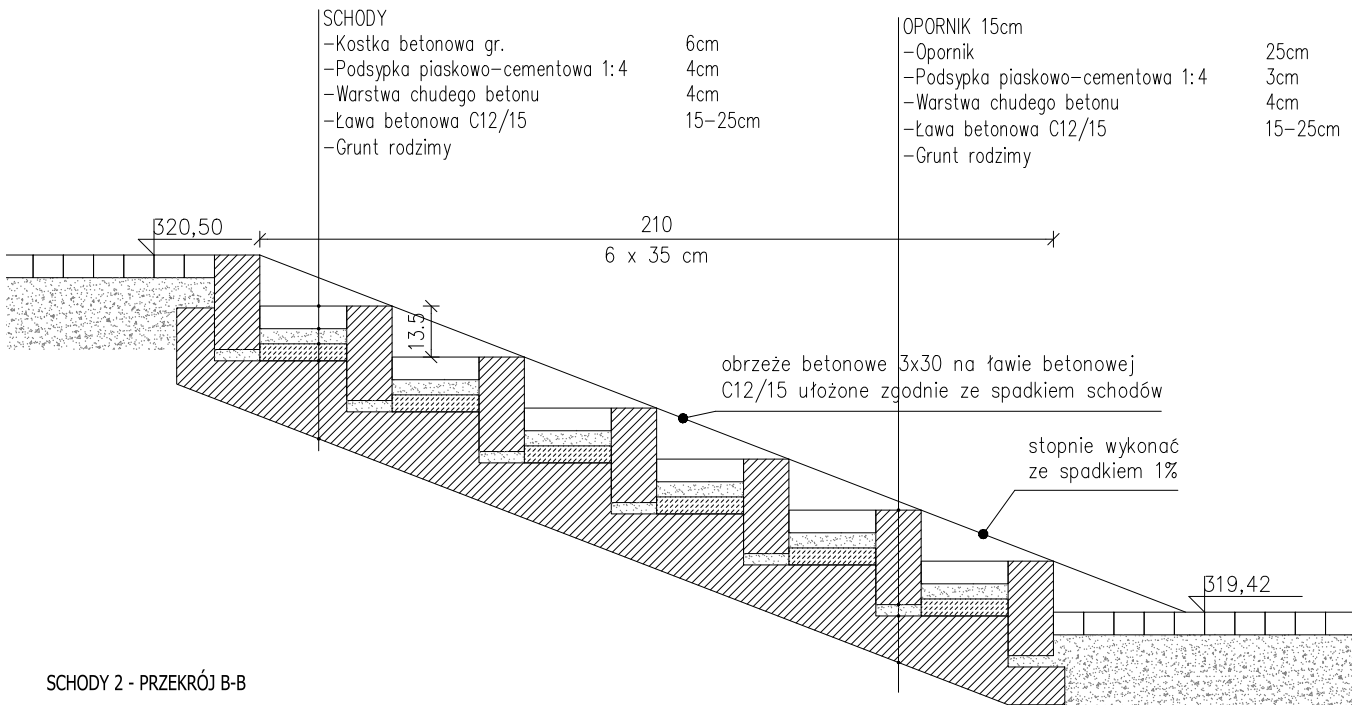 SCHODY
-Kostka betonowa gr. 6cm
-Podsypka piaskowo-cementowa 1:4 4cm
-Warstwa chudego betonu 4cm
-Ława betonowa C12/15 15-25cm
-Grunt rodzimy
OPORNIK 15cm
-Opornik 25cm
-Podsypka piaskowo-cementowa 1:4 3cm
-Warstwa chudego betonu 4cm
-Ława betonowa C12/15 15-25cm
-Grunt rodzimy
320,50
210
6 x 35 cm
13.5
obrzeże betonowe 3x30 na ławie betonowej
C12/15 ułożone zgodnie ze spadkiem schodów
stopnie wykonać
ze spadkiem 1%
319,42
SCHODY 2 - PRZEKRÓJ B-B